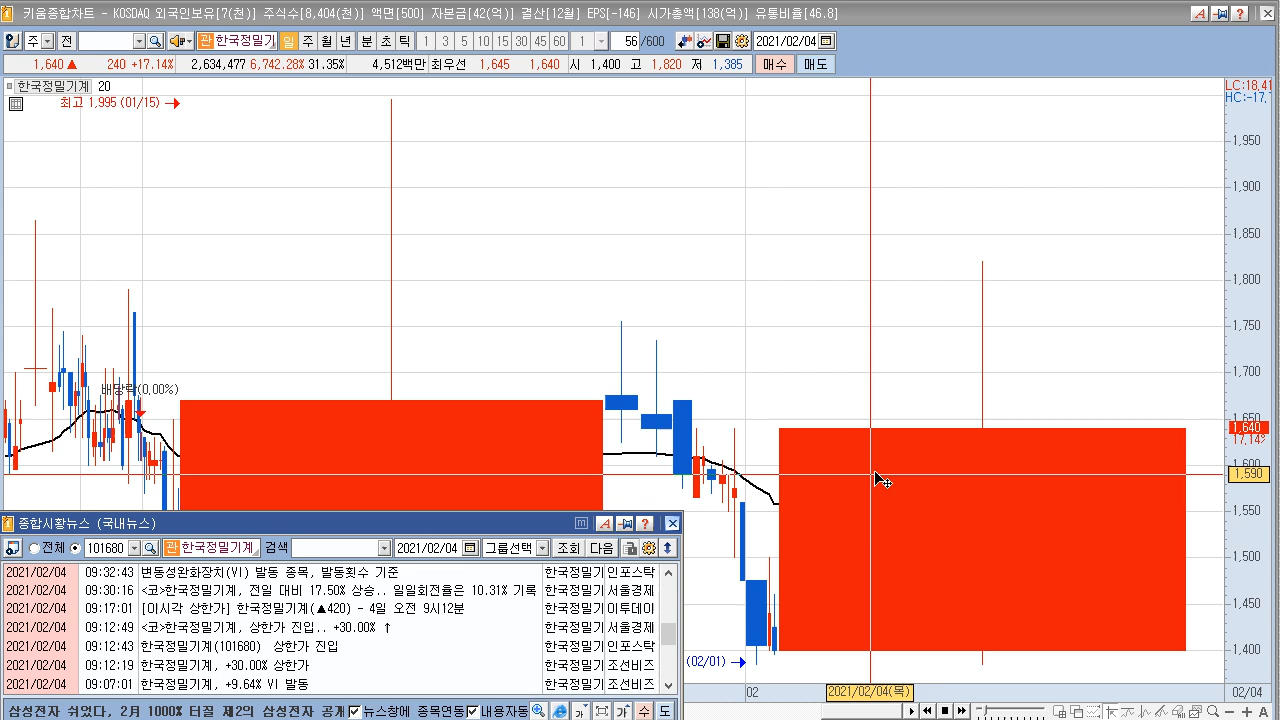 키움종합차트 - KOSDAQ 외국인보유[7(천)] 주식수[8,404(천)] 액면[500] 자본금[42(억)] 결산[12월] EPS[-146] 시가총액[138(억)] 유통비율[46.8]
주 전 관 한국정밀기 일 주 월 년 분 초 틱 1 3 5 10 15 30 45 60 1 56 /600 2021/02/04
1,640 ▲ 240 +17.14% 2,634,477 6,742.28% 31.35% 4,512백만 최우선 1,645 1,640 시 1,400 고 1,820 저 1,385 매수 매도
한국정밀기계 20
LC:18.41
HC:-17.
최고 1,995 (01/15) →
1,950
1,900
1,850
1,800
1,750
1,700
배당락(0.00%)
1,650
1,640
17.14%
1,600
1,590
1,550
1,500
1,450
1,400
(02/01) →
02
2021/02/04(목)
02/04
종합시황뉴스 (국내뉴스)
전체 101680 관 한국정밀기계 검색 2021/02/04 그룹선택 조회 다음
2021/02/04 09:32:43 변동성완화장치(VI) 발동 종목, 발동횟수 기준 한국정밀기 인포스탁
2021/02/04 09:30:16 <코>한국정밀기계, 전일 대비 17.50% 상승.. 일일회전율은 10.31% 기록 한국정밀기 서울경제
2021/02/04 09:17:01 [이시각 상한가] 한국정밀기계(▲420) - 4일 오전 9시12분 한국정밀기 이투데이
2021/02/04 09:12:49 <코>한국정밀기계, 상한가 진입.. +30.00% ↑ 한국정밀기 서울경제
2021/02/04 09:12:43 한국정밀기계(101680) 상한가 진입 한국정밀기 인포스탁
2021/02/04 09:12:19 한국정밀기계, +30.00% 상한가 한국정밀기 조선비즈
2021/02/04 09:07:01 한국정밀기계, +9.64% VI 발동 한국정밀기 조선비즈
삼성전자 쉬었다, 2월 1000% 터질 제2의 삼성전자 공개 뉴스창에 종목연동 내용자동 가 가 수 도